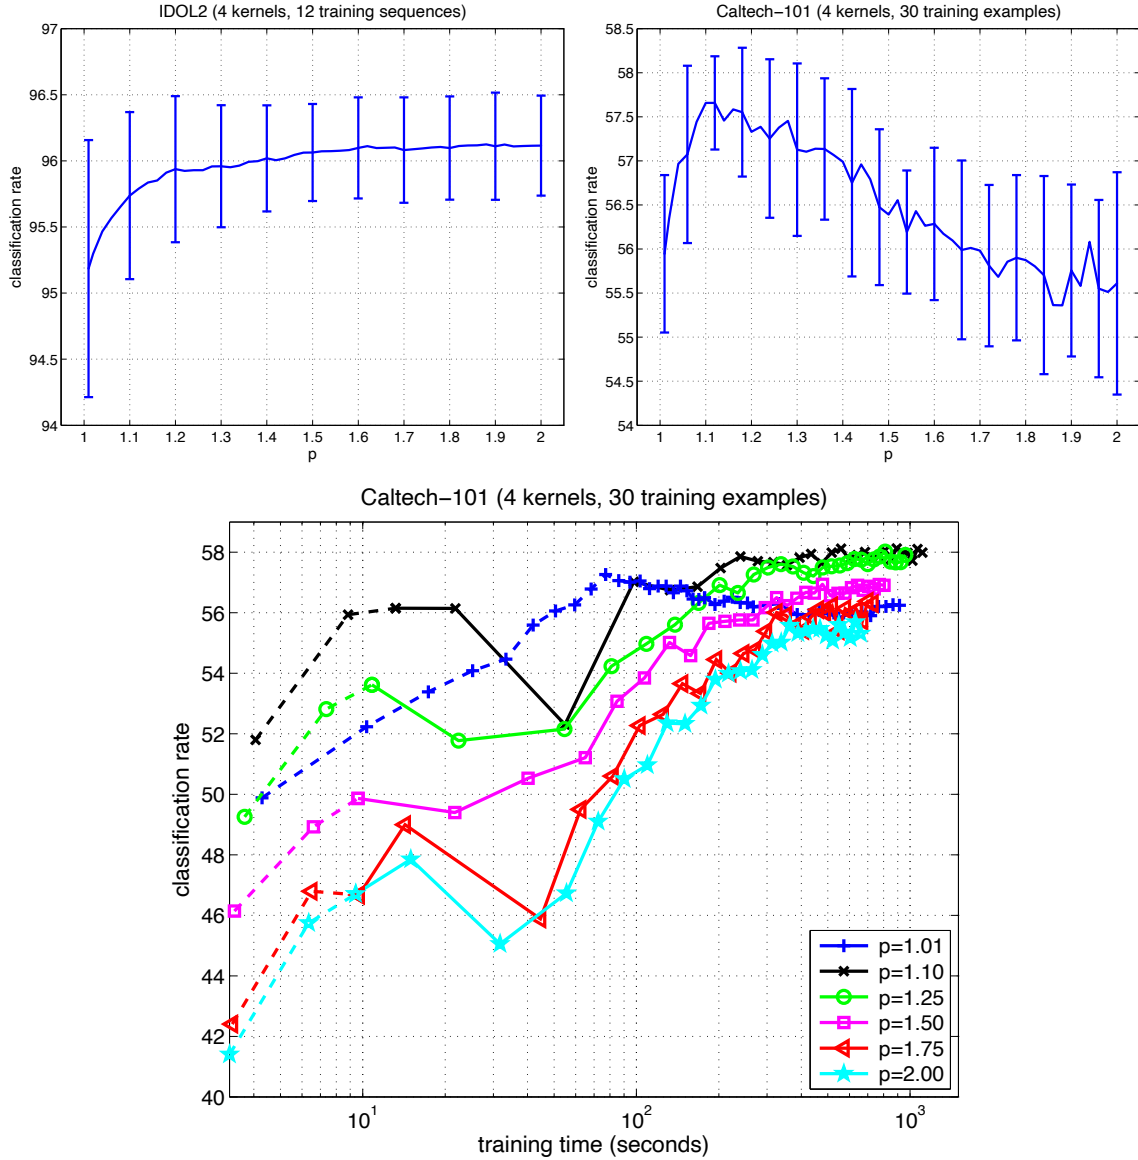 IDOL2 (4 kernels, 12 training sequences)
97
96.5
96
95.5
95
94.5
94
classification rate
1 1.1 1.2 1.3 1.4 1.5 1.6 1.7 1.8 1.9 2
p
Caltech−101 (4 kernels, 30 training examples)
58.5
58
57.5
57
56.5
56
55.5
55
54.5
54
classification rate
1 1.1 1.2 1.3 1.4 1.5 1.6 1.7 1.8 1.9 2
p
Caltech−101 (4 kernels, 30 training examples)
58
56
54
52
50
48
46
44
42
40
classification rate
p=1.01
p=1.10
p=1.25
p=1.50
p=1.75
p=2.00
10¹ 10² 10³
training time (seconds)